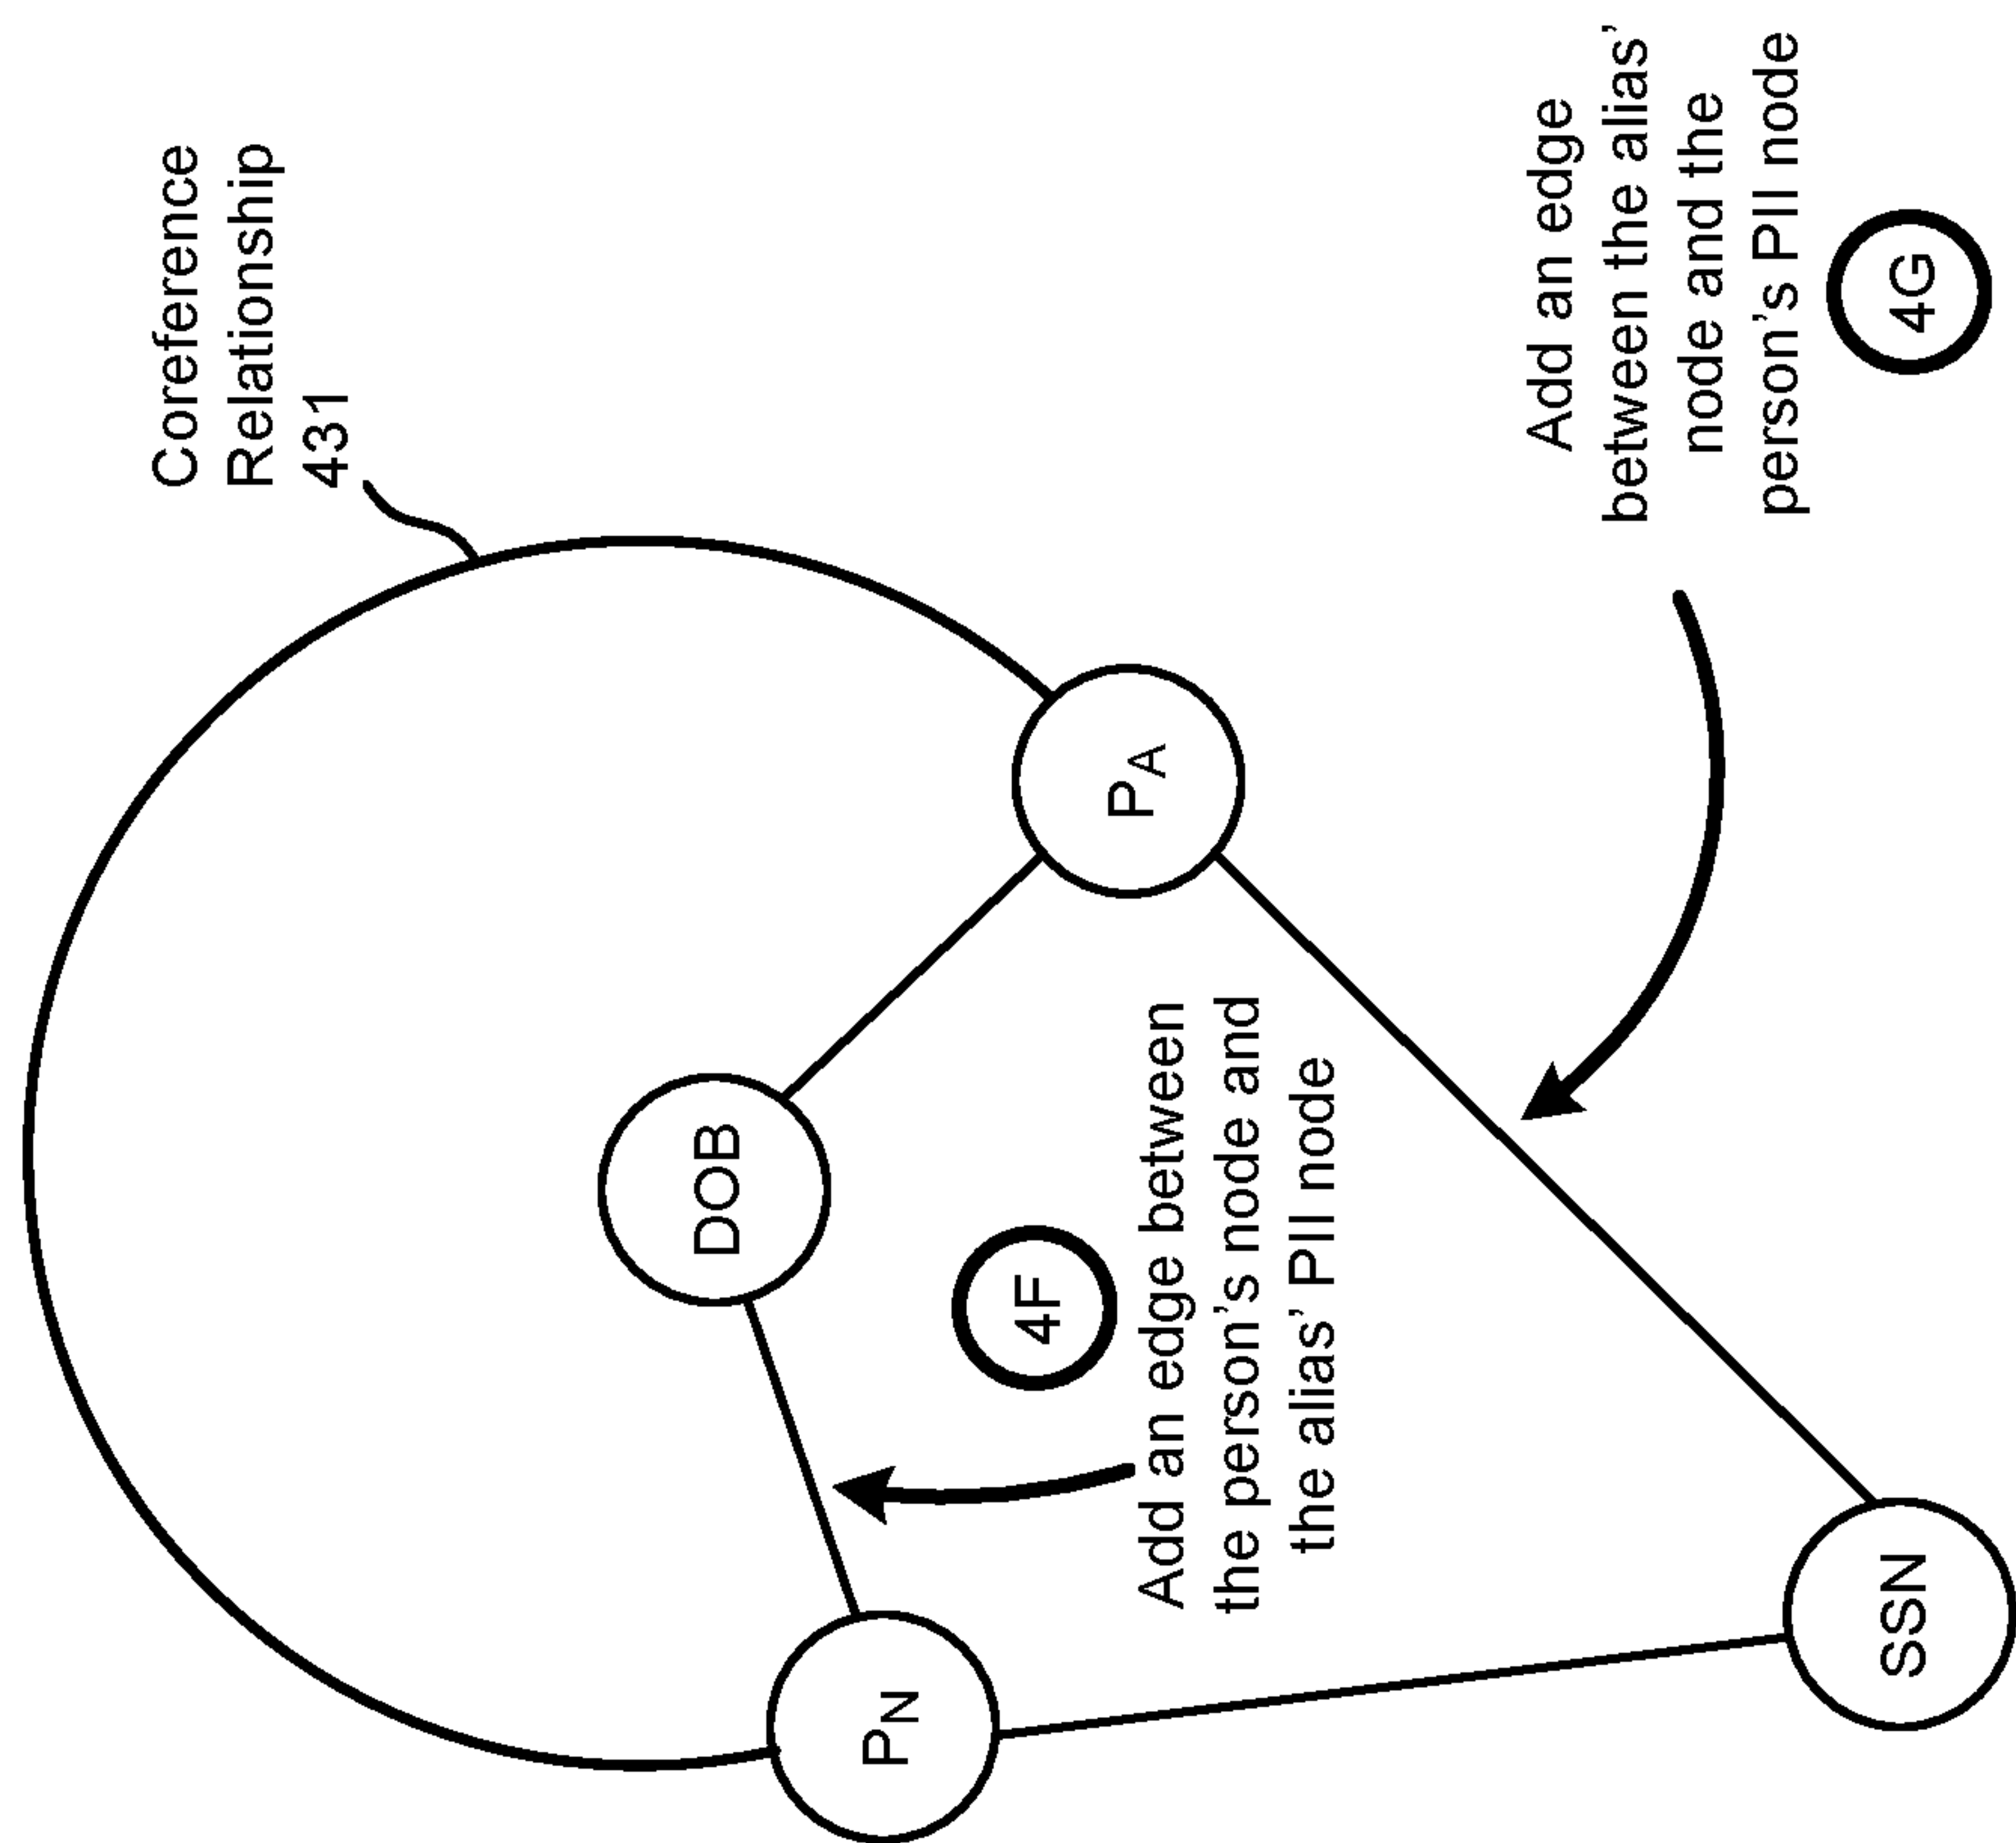 Coreference
Relationship
431
PN
DOB
PA
4F
Add an edge between
the person's node and
the alias' PII node
SSN
Add an edge
between the alias'
node and the
person's PII node
4G